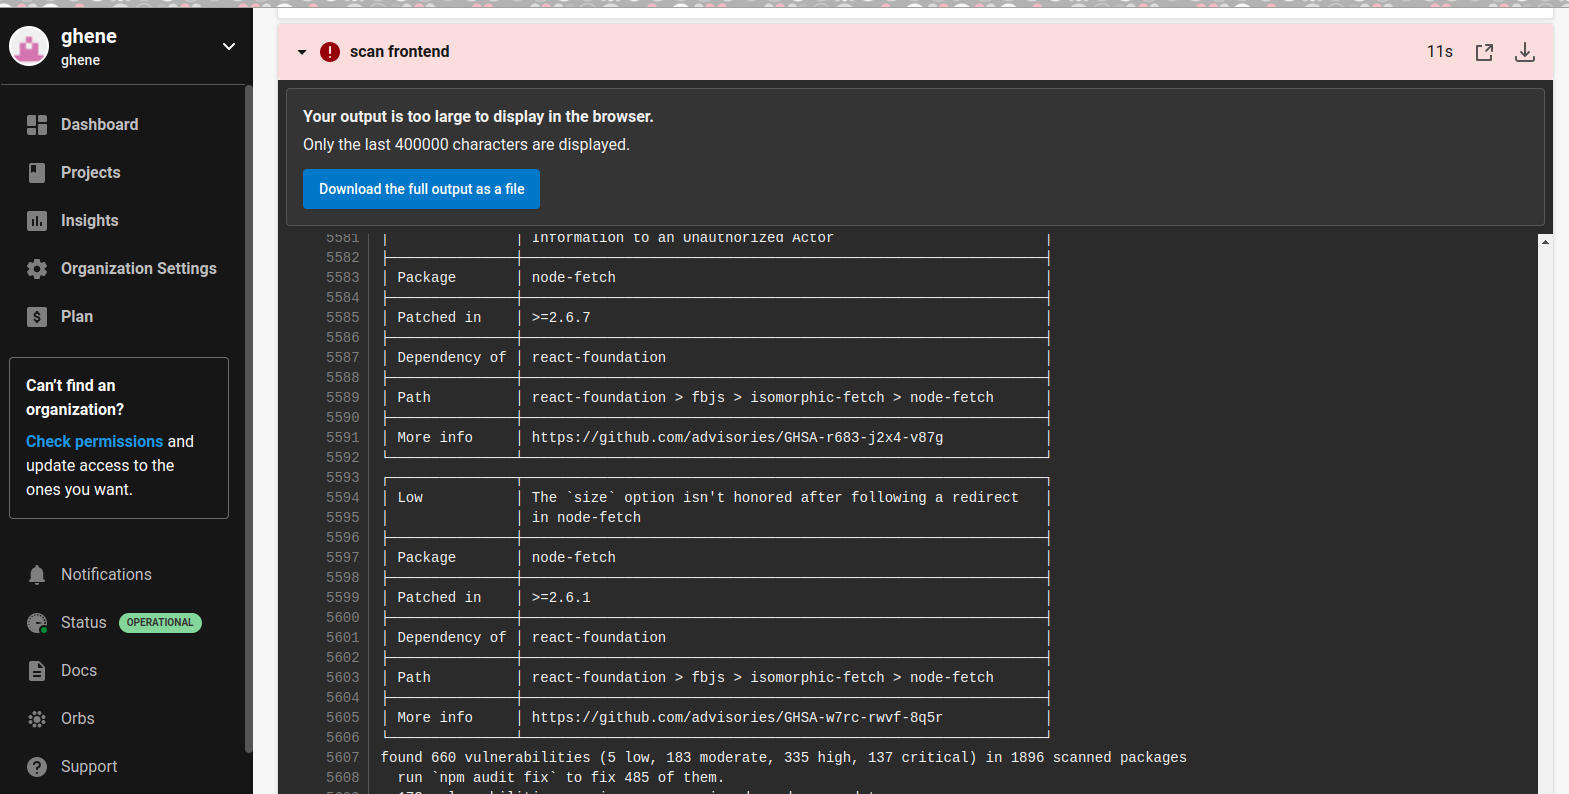 ghene
ghene
Dashboard
Projects
Insights
Organization Settings
Plan
Can't find an
organization?
Check permissions and
update access to the
ones you want.
Notifications
Status OPERATIONAL
Docs
Orbs
Support
scan frontend 11s
Your output is too large to display in the browser.
Only the last 400000 characters are displayed.
Download the full output as a file
5581 Information to an Unauthorized Actor
5582
5583 Package node-fetch
5584
5585 Patched in >=2.6.7
5586
5587 Dependency of react-foundation
5588
5589 Path react-foundation > fbjs > isomorphic-fetch > node-fetch
5590
5591 More info https://github.com/advisories/GHSA-r683-j2x4-v87g
5592
5593
5594 Low The `size` option isn't honored after following a redirect
5595 in node-fetch
5596
5597 Package node-fetch
5598
5599 Patched in >=2.6.1
5600
5601 Dependency of react-foundation
5602
5603 Path react-foundation > fbjs > isomorphic-fetch > node-fetch
5604
5605 More info https://github.com/advisories/GHSA-w7rc-rwvf-8q5r
5606
5607 found 660 vulnerabilities (5 low, 183 moderate, 335 high, 137 critical) in 1896 scanned packages
5608 run `npm audit fix` to fix 485 of them.